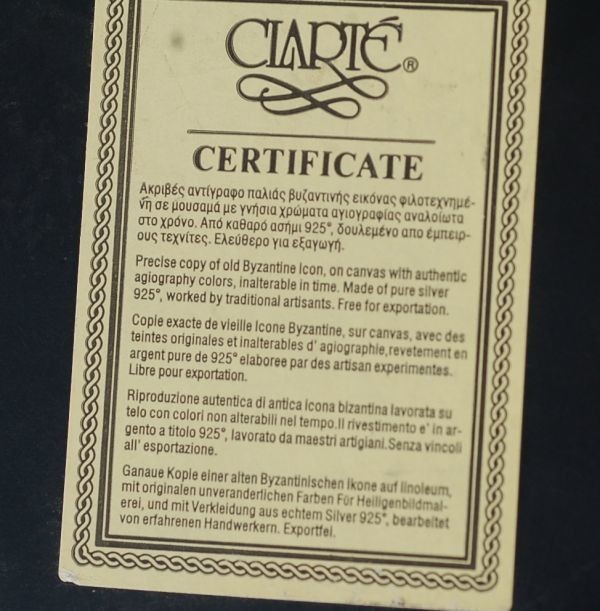 CLARTÉ®
CERTIFICATE
Ακριβές αντίγραφο παλιάς βυζαντινής εικόνας φιλοτεχνημέ-
νη σε μουσαμά με γνήσια χρώματα αγιογραφίας αναλοίωτα
στο χρόνο. Από καθαρό ασήμι 925°, δουλεμένο απο έμπειρ-
ους τεχνίτες. Ελεύθερο για εξαγωγή.
Precise copy of old Byzantine Icon, on canvas with authentic
agiography colors, inalterable in time. Made of pure silver
925°, worked by traditional artisants. Free for exportation.
Copie exacte de vieille Icone Byzantine, sur canvas, avec des
teintes originales et inalterables d' agiographie,revetement en
argent pure de 925° elaboree par des artisan experimentes.
Libre pour exportation.
Riproduzione autentica di antica Icona bizantina lavorata su
telo con colori non alterabili nel tempo.Il rivestimento e' in ar-
gento a titolo 925°, lavorato da maestri artigiani.Senza vincoli
all' esportazione.
Ganaue Kopie einer alten Byzantinischen Ikone auf linoleum,
mit originalen unveranderlichen Farben Für Heiligenbildmal-
erei, und mit Verkleidung aus echtem Silver 925°, bearbeitet
von erfahrenen Handwerkern. Exportfei.